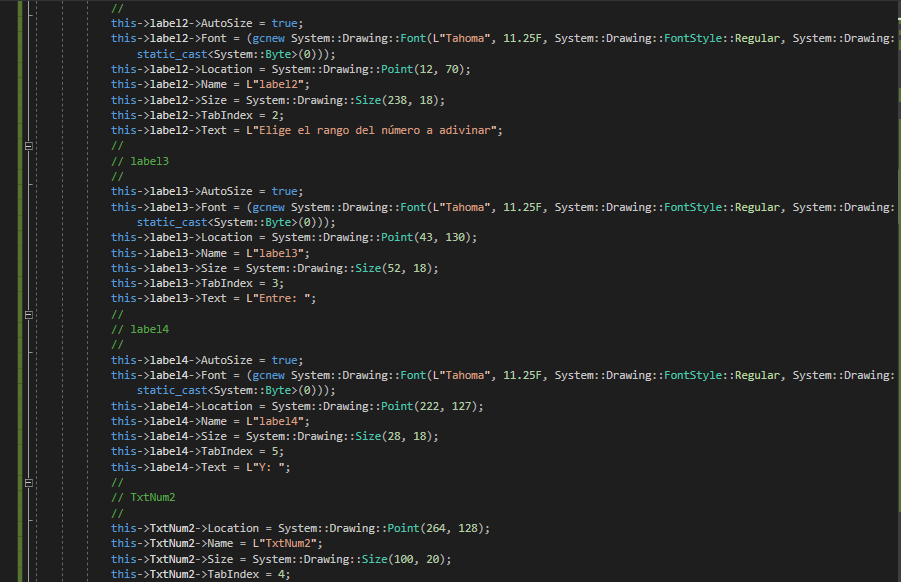 //
this->label2->AutoSize = true;
this->label2->Font = (gcnew System::Drawing::Font(L"Tahoma", 11.25F, System::Drawing::FontStyle::Regular, System::Drawing:
static_cast<System::Byte>(0)));
this->label2->Location = System::Drawing::Point(12, 70);
this->label2->Name = L"label2";
this->label2->Size = System::Drawing::Size(238, 18);
this->label2->TabIndex = 2;
this->label2->Text = L"Elige el rango del número a adivinar";
//
// label3
//
this->label3->AutoSize = true;
this->label3->Font = (gcnew System::Drawing::Font(L"Tahoma", 11.25F, System::Drawing::FontStyle::Regular, System::Drawing:
static_cast<System::Byte>(0)));
this->label3->Location = System::Drawing::Point(43, 130);
this->label3->Name = L"label3";
this->label3->Size = System::Drawing::Size(52, 18);
this->label3->TabIndex = 3;
this->label3->Text = L"Entre: ";
//
// label4
//
this->label4->AutoSize = true;
this->label4->Font = (gcnew System::Drawing::Font(L"Tahoma", 11.25F, System::Drawing::FontStyle::Regular, System::Drawing:
static_cast<System::Byte>(0)));
this->label4->Location = System::Drawing::Point(222, 127);
this->label4->Name = L"label4";
this->label4->Size = System::Drawing::Size(28, 18);
this->label4->TabIndex = 5;
this->label4->Text = L"Y: ";
//
// TxtNum2
//
this->TxtNum2->Location = System::Drawing::Point(264, 128);
this->TxtNum2->Name = L"TxtNum2";
this->TxtNum2->Size = System::Drawing::Size(100, 20);
this->TxtNum2->TabIndex = 4;